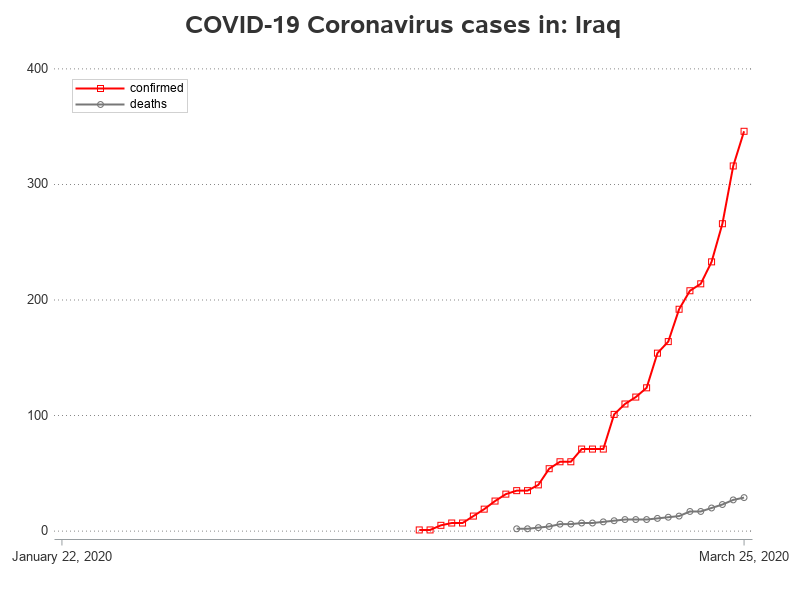 COVID-19 Coronavirus cases in: Iraq
400
confirmed
deaths
300
200
100
0
January 22, 2020
March 25, 2020